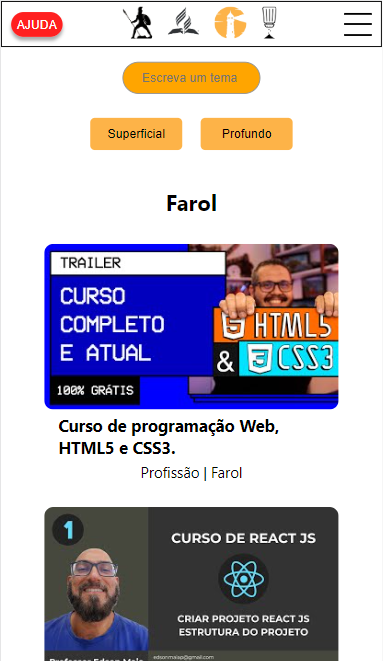 AJUDA
Escreva um tema
Superficial
Profundo
Farol
TRAILER
CURSO
COMPLETO
E ATUAL
100% GRÁTIS
HTML5
& CSS3
Curso de programação Web,
HTML5 e CSS3.
Profissão | Farol
1
CURSO DE REACT JS
CRIAR PROJETO REACT JS
ESTRUTURA DO PROJETO
Professor Edson Maia
edsonmaiap@gmail.com